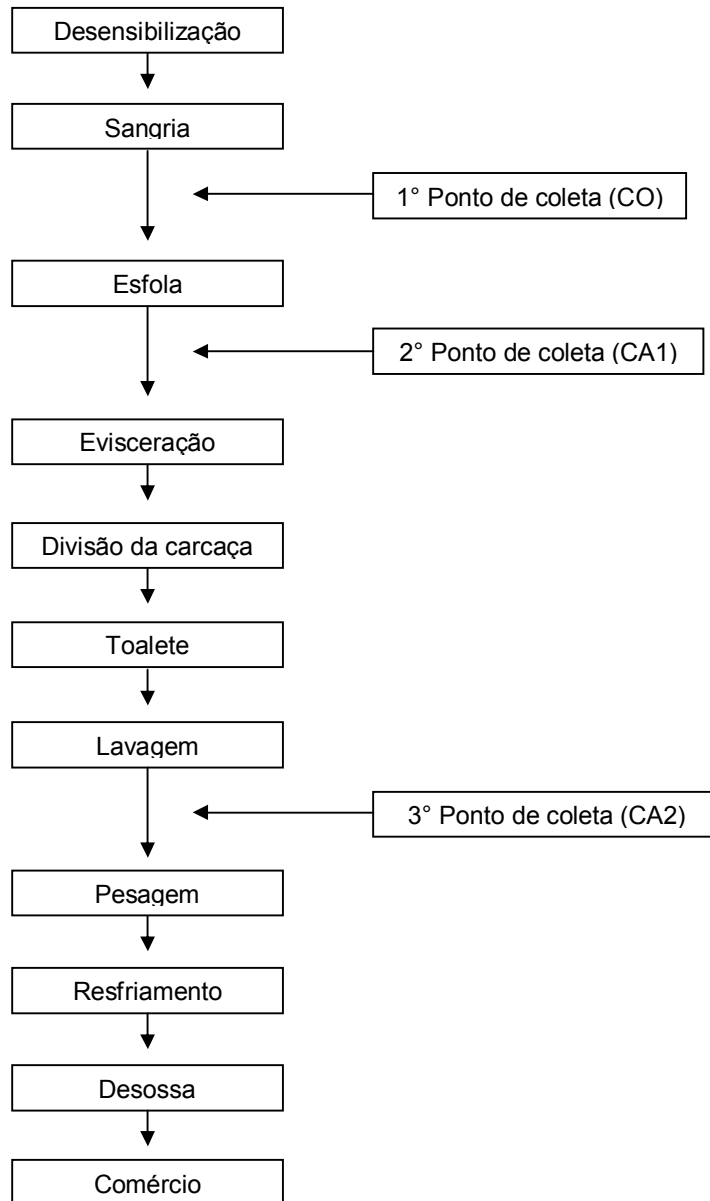 Desensibilização
Sangria
1° Ponto de coleta (CO)
Esfola
2° Ponto de coleta (CA1)
Evisceração
Divisão da carcaça
Toalete
Lavagem
3° Ponto de coleta (CA2)
Pesagem
Resfriamento
Desossa
Comércio